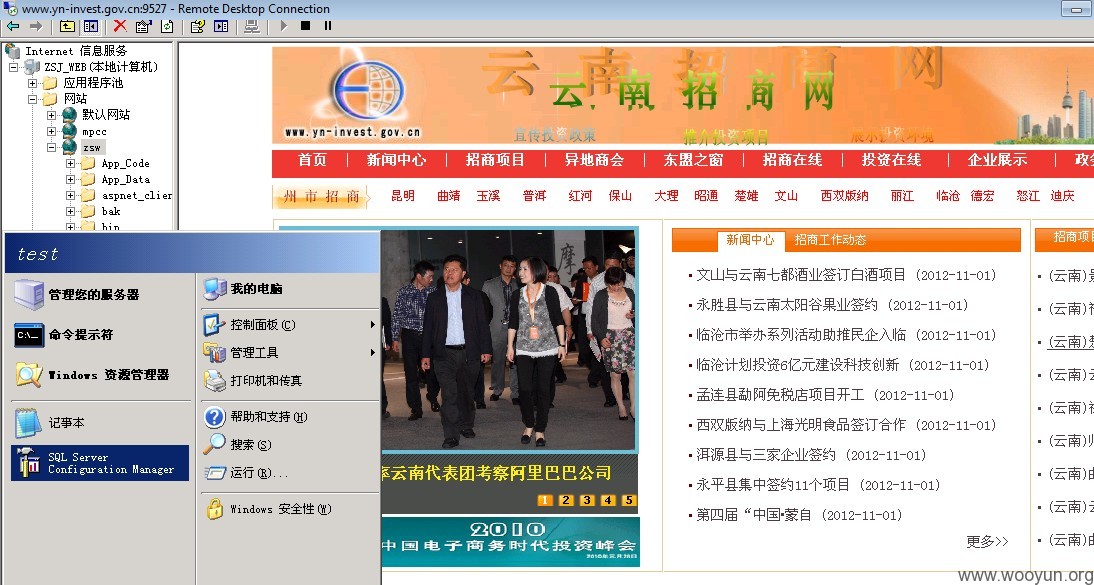 www.yn-invest.gov.cn:9527 - Remote Desktop Connection
Internet 信息服务
ZSJ_WEB(本地计算机)
应用程序池
网站
默认网站
mpcc
zsw
App_Code
App_Data
aspnet_clien
bak
bin
云南招商网
云南招商网
www.yn-invest.gov.cn
宣传投资政策 推介投资项目 展示投资环境
首页 新闻中心 招商项目 异地商会 东盟之窗 招商在线 投资在线 企业展示 政务
州市招商 昆明 曲靖 玉溪 普洱 红河 保山 大理 昭通 楚雄 文山 西双版纳 丽江 临沧 德宏 怒江 迪庆
test
管理您的服务器
命令提示符
Windows 资源管理器
记事本
SQL Server
Configuration Manager
我的电脑
控制面板(C)
管理工具
打印机和传真
帮助和支持(H)
搜索(S)
运行(R)...
Windows 安全性(W)
摩
率云南代表团考察阿里巴巴公司
1 2 3 4 5
2010
中国电子商务时代投资峰会
新闻中心 招商工作动态
文山与云南七都酒业签订白酒项目 (2012-11-01)
永胜县与云南太阳谷果业签约 (2012-11-01)
临沧市举办系列活动助推民企入临 (2012-11-01)
临沧计划投资6亿元建设科技创新 (2012-11-01)
孟连县勐阿免税店项目开工 (2012-11-01)
西双版纳与上海光明食品签订合作 (2012-11-01)
洱源县与三家企业签约 (2012-11-01)
永平县集中签约11个项目 (2012-11-01)
第四届“中国•蒙自 (2012-11-01)
更多>>
招商项目
(云南)
(云南)
(云南)
(云南)
(云南)
(云南)
(云南)由
(云南)
(云南)由
www.wooyun.org